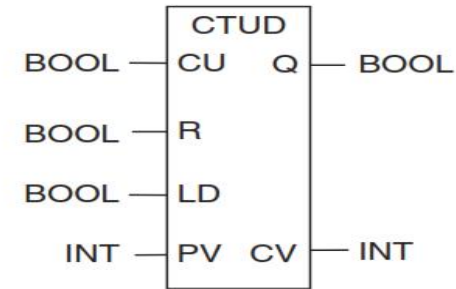 CTUD
BOOL CU Q BOOL
BOOL R
BOOL LD
INT PV CV INT